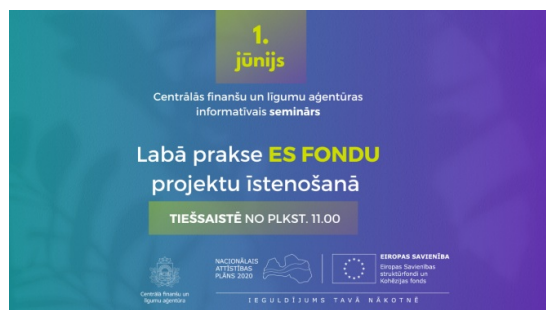 1.
jūnijs
Centrālās finanšu un līgumu aģentūras
informatīvais seminārs
Labā prakse ES FONDU
projektu īstenošanā
TIEŠSAISTĒ NO PLKST. 11.00
Centrālā finanšu un
līgumu aģentūra
NACIONĀLAIS
ATTĪSTĪBAS
PLĀNS 2020
EIROPAS SAVIENĪBA
Eiropas Savienības
struktūrfondi un
Kohēzijas fonds
IEGULDĪJUMS TAVĀ NĀKOTNĒ